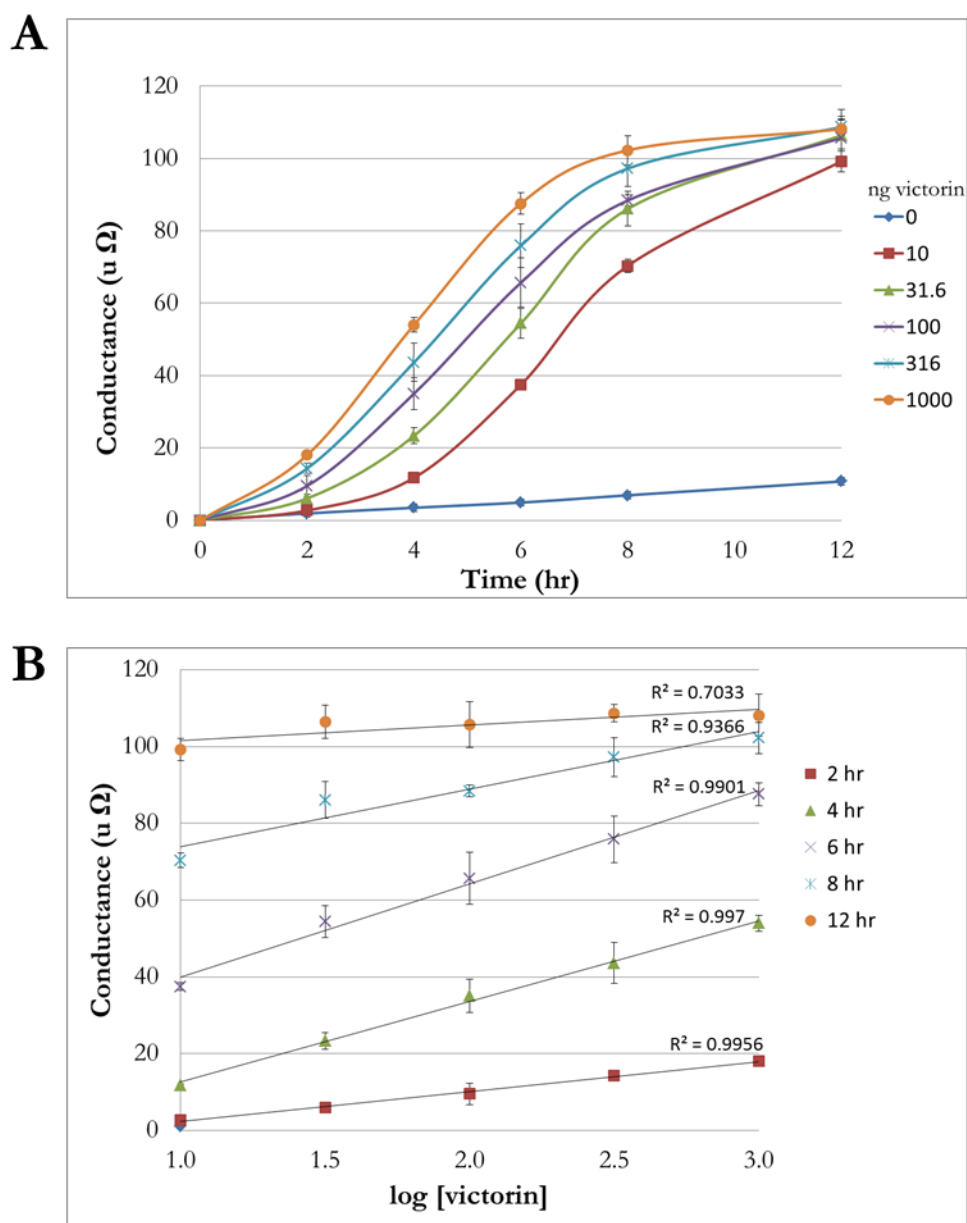 A
120
100
80
60
40
20
0
Conductance (u Ω)
0 2 4 6 8 10 12
Time (hr)
ng victorin
0
10
31.6
100
316
1000
B
120
100
80
60
40
20
0
Conductance (u Ω)
R² = 0.7033
R² = 0.9366
R² = 0.9901
R² = 0.997
R² = 0.9956
2 hr
4 hr
6 hr
8 hr
12 hr
1.0 1.5 2.0 2.5 3.0
log [victorin]